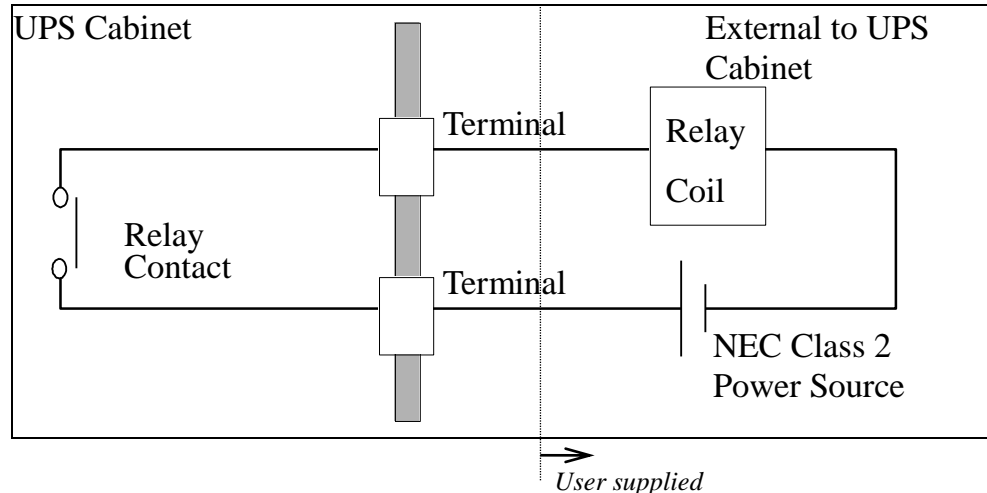 UPS Cabinet
External to UPS
Cabinet
Terminal
Relay
Coil
Relay
Contact
Terminal
NEC Class 2
Power Source
User supplied